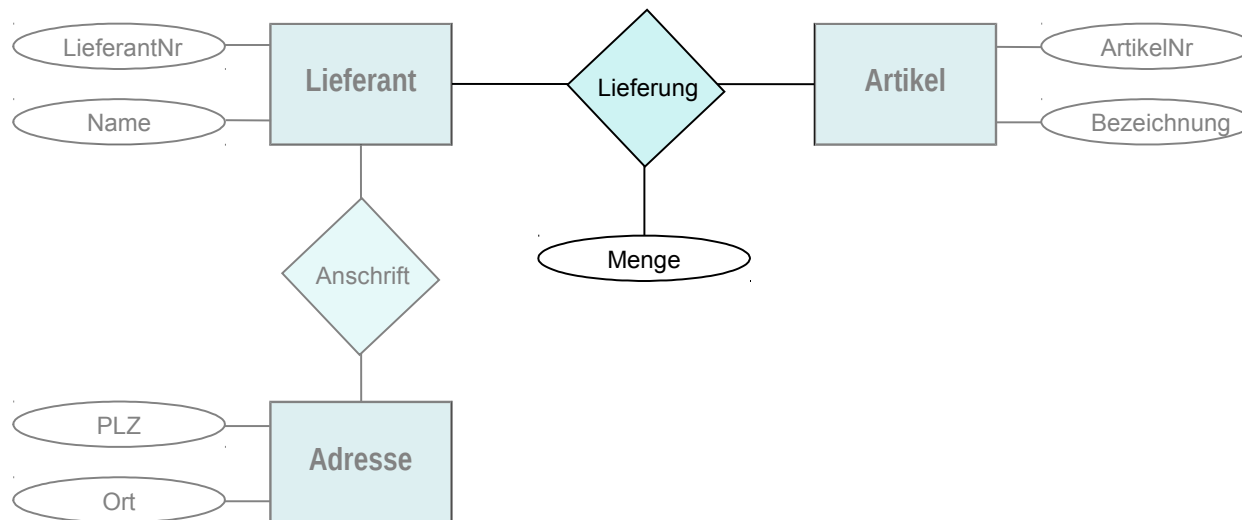 LieferantNr
Lieferant
Lieferung
Artikel
ArtikelNr
Name
Bezeichnung
Menge
Anschrift
PLZ
Adresse
Ort